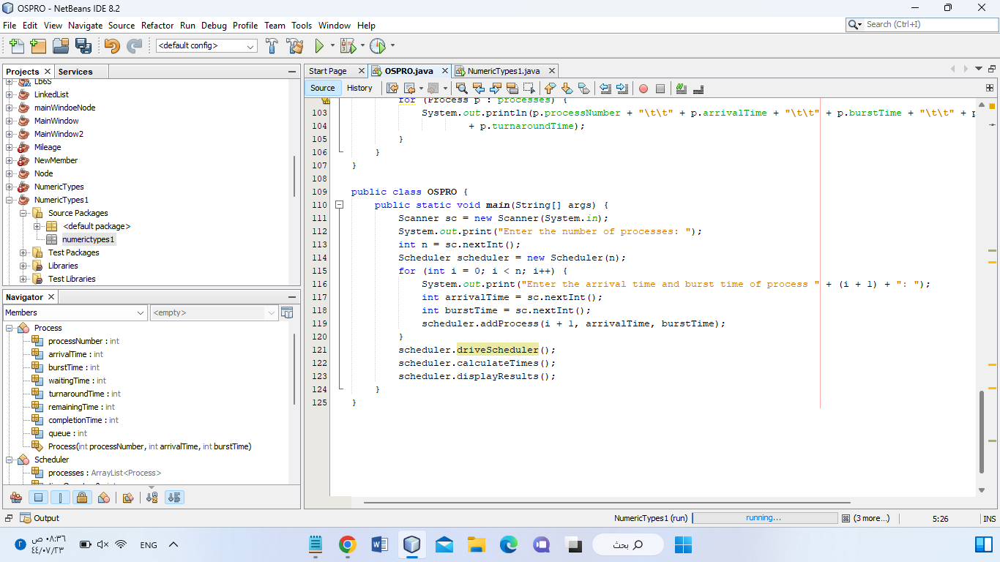 OSPRO - NetBeans IDE 8.2
File Edit View Navigate Source Refactor Run Debug Profile Team Tools Window Help
Search (Ctrl+I)
<default config>
Projects
Services
Lb6S
LinkedList
mainWindoeNode
MainWindow
MainWindow2
Mileage
NewMember
Node
NumericTypes
NumericTypes1
Source Packages
<default package>
numerictypes1
Test Packages
Libraries
Test Libraries
Navigator
Members
<empty>
Process
processNumber : int
arrivalTime : int
burstTime : int
waitingTime : int
turnaroundTime : int
remainingTime : int
completionTime : int
queue : int
Process(int processNumber, int arrivalTime, int burstTime)
Scheduler
processes : ArrayList<Process>
Start Page
OSPRO.java
NumericTypes1.java
Source
History
for (Process p : processes) {
103 System.out.println(p.processNumber + "\t\t" + p.arrivalTime + "\t\t" + p.burstTime + "\t\t" + p
104 + p.turnaroundTime);
105 }
106 }
107 }
108
109 public class OSPRO {
110 public static void main(String[] args) {
111 Scanner sc = new Scanner(System.in);
112 System.out.print("Enter the number of processes: ");
113 int n = sc.nextInt();
114 Scheduler scheduler = new Scheduler(n);
115 for (int i = 0; i < n; i++) {
116 System.out.print("Enter the arrival time and burst time of process " + (i + 1) + ": ");
117 int arrivalTime = sc.nextInt();
118 int burstTime = sc.nextInt();
119 scheduler.addProcess(i + 1, arrivalTime, burstTime);
120 }
121 scheduler.driveScheduler();
122 scheduler.calculateTimes();
123 scheduler.displayResults();
124 }
125 }
Output
NumericTypes1 (run)
running...
(3 more...)
5:26
INS
٢
٠٨:٣٦ ص
٤٤/٠٧/٢٣
ENG
بحث